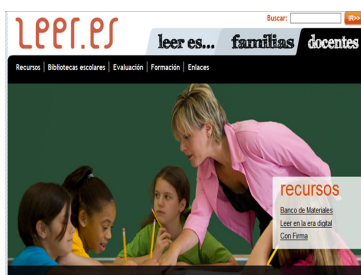 Buscar:
leer.es
leer es... familias docentes
Recursos | Bibliotecas escolares | Evaluación | Formación | Enlaces
recursos
Banco de Materiales
Leer en la era digital
Con Firma